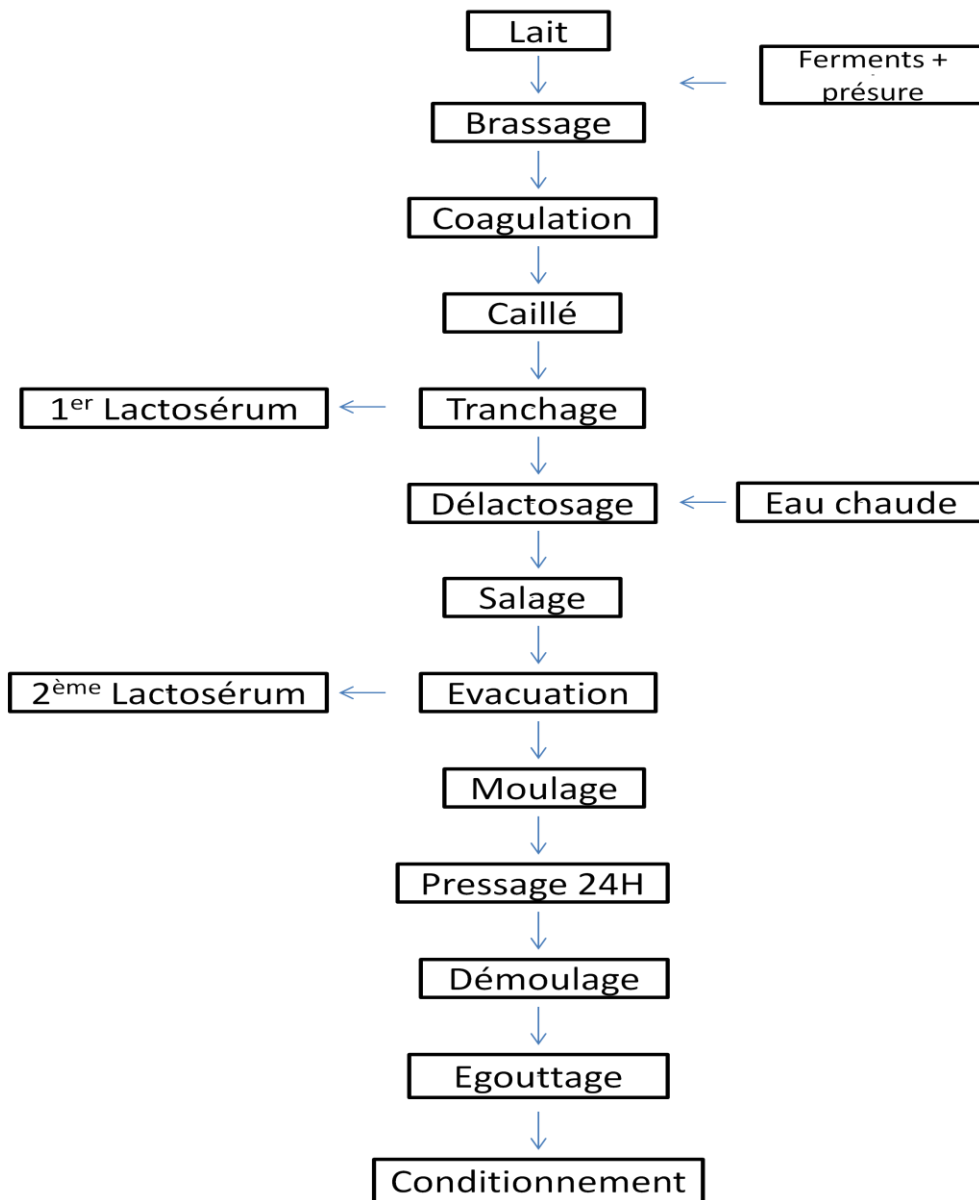 Lait
Ferments +
présure
Brassage
Coagulation
Caillé
1er Lactosérum
Tranchage
Délactosage
Eau chaude
Salage
2ème Lactosérum
Evacuation
Moulage
Pressage 24H
Démoulage
Egouttage
Conditionnement